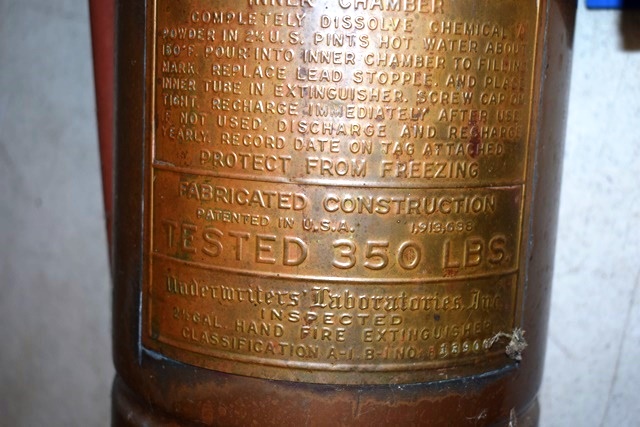 INNER CHAMBER
COMPLETELY DISSOLVE CHEMICAL
POWDER IN 2½ U.S. PINTS HOT WATER ABOUT
150°F. POUR INTO INNER CHAMBER TO FILLING
MARK. REPLACE LEAD STOPPLE, AND PLACE
INNER TUBE IN EXTINGUISHER. SCREW CAP ON
TIGHT. RECHARGE IMMEDIATELY AFTER USE.
IF NOT USED, DISCHARGE AND RECHARGE
YEARLY. RECORD DATE ON TAG ATTACHED
PROTECT FROM FREEZING
FABRICATED CONSTRUCTION
PATENTED IN U.S.A. 1,913,638
TESTED 350 LBS.
Underwriters' Laboratories, Inc.
INSPECTED
2½ GAL. HAND FIRE EXTINGUISHER
CLASSIFICATION A-1, B-1 NO.